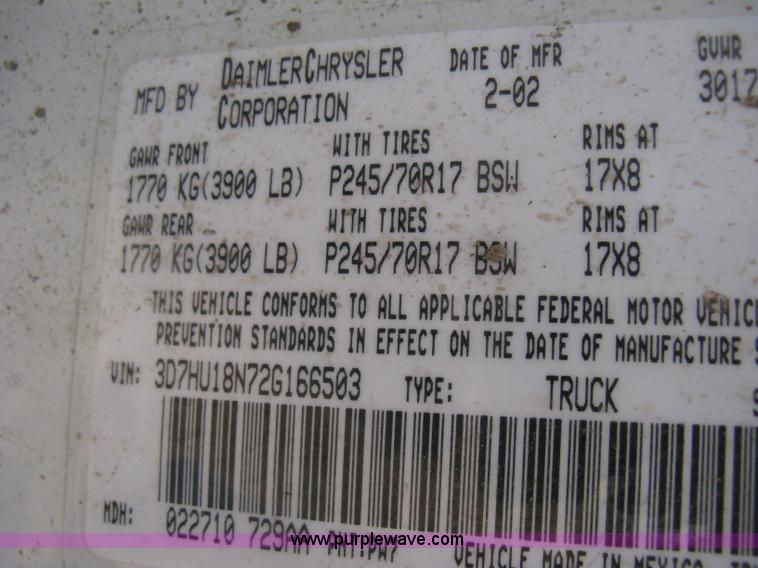 MFD BY DAIMLERCHRYSLER CORPORATION DATE OF MFR 2-02 GVWR 3017
GAWR FRONT WITH TIRES RIMS AT
1770 KG(3900 LB) P245/70R17 BSW 17X8
GAWR REAR WITH TIRES RIMS AT
1770 KG(3900 LB) P245/70R17 BSW 17X8
THIS VEHICLE CONFORMS TO ALL APPLICABLE FEDERAL MOTOR VEHIC
PREVENTION STANDARDS IN EFFECT ON THE DATE OF MANUFACTURE S
VIN: 3D7HU18N72G166503 TYPE: TRUCK S
MDH: 022710 729AA PNT:PW7 VEHICLE MADE IN MEXICO
www.purplewave.com